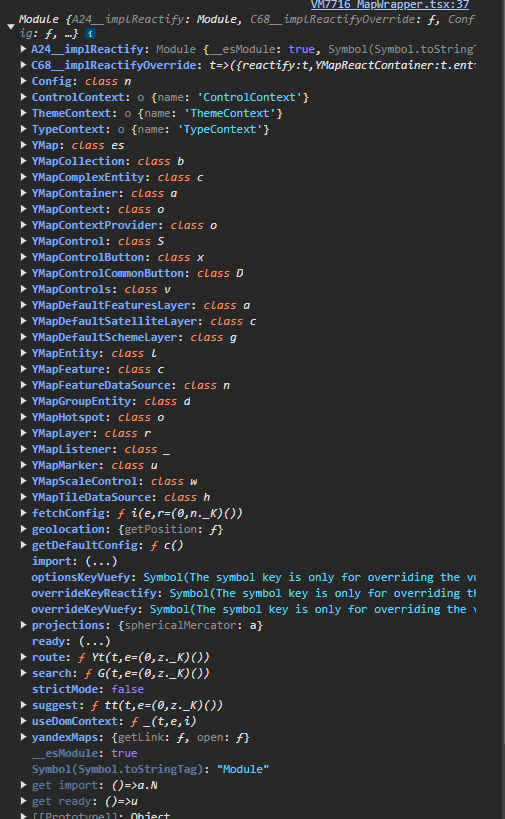 VM7716 MapWrapper.tsx:37
Module {A24__implReactify: Module, C68__implReactifyOverride: ƒ, Conf
ig: ƒ, …}
A24__implReactify: Module {__esModule: true, Symbol(Symbol.toStringT
C68__implReactifyOverride: t=>({reactify:t,YMapReactContainer:t.ent
Config: class n
ControlContext: o {name: 'ControlContext'}
ThemeContext: o {name: 'ThemeContext'}
TypeContext: o {name: 'TypeContext'}
YMap: class es
YMapCollection: class b
YMapComplexEntity: class c
YMapContainer: class a
YMapContext: class o
YMapContextProvider: class o
YMapControl: class S
YMapControlButton: class x
YMapControlCommonButton: class D
YMapControls: class v
YMapDefaultFeaturesLayer: class a
YMapDefaultSatelliteLayer: class c
YMapDefaultSchemeLayer: class g
YMapEntity: class l
YMapFeature: class c
YMapFeatureDataSource: class n
YMapGroupEntity: class d
YMapHotspot: class o
YMapLayer: class r
YMapListener: class _
YMapMarker: class u
YMapScaleControl: class w
YMapTileDataSource: class h
fetchConfig: ƒ i(e,r=(0,n._K)())
geolocation: {getPosition: ƒ}
getDefaultConfig: ƒ c()
import: (...)
optionsKeyVuefy: Symbol(The symbol key is only for overriding the vu
overrideKeyReactify: Symbol(The symbol key is only for overriding th
overrideKeyVuefy: Symbol(The symbol key is only for overriding the v
projections: {sphericalMercator: a}
ready: (...)
route: ƒ Yt(t,e=(0,z._K)())
search: ƒ G(t,e=(0,z._K)())
strictMode: false
suggest: ƒ tt(t,e=(0,z._K)())
useDomContext: ƒ _(t,e,i)
yandexMaps: {getLink: ƒ, open: ƒ}
__esModule: true
Symbol(Symbol.toStringTag): "Module"
get import: ()=>a.N
get ready: ()=>u
[[Prototype]]: Object